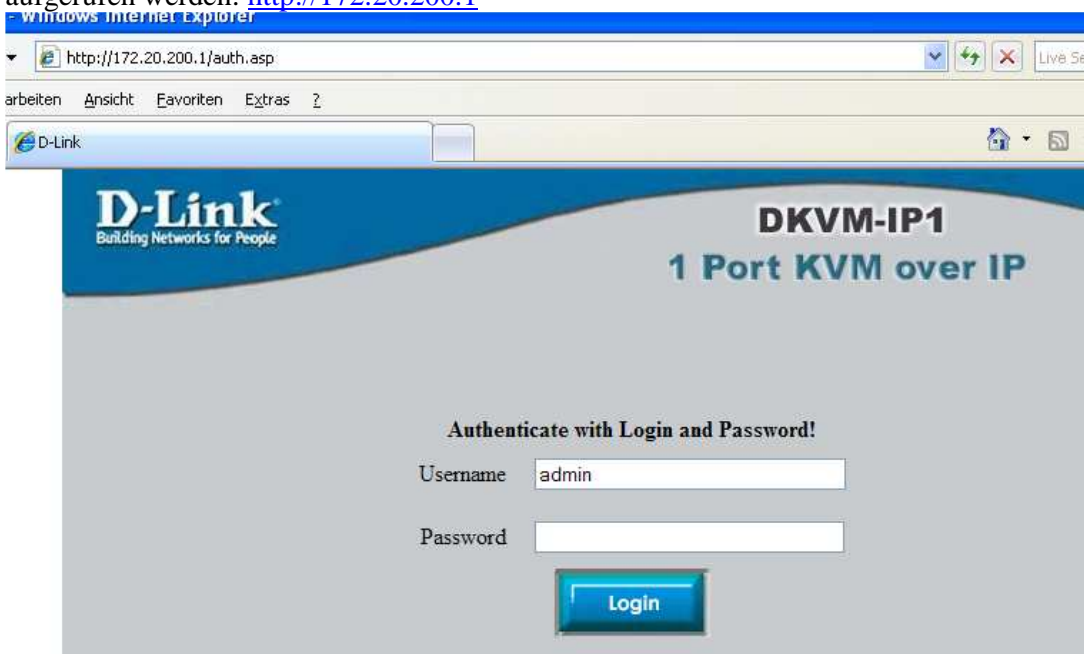 aufgerufen werden: http://172.20.200.1
- Windows Internet Explorer
http://172.20.200.1/auth.asp
Live Se
arbeiten Ansicht Favoriten Extras ?
D-Link
D-Link
Building Networks for People
DKVM-IP1
1 Port KVM over IP
Authenticate with Login and Password!
Username admin
Password
Login